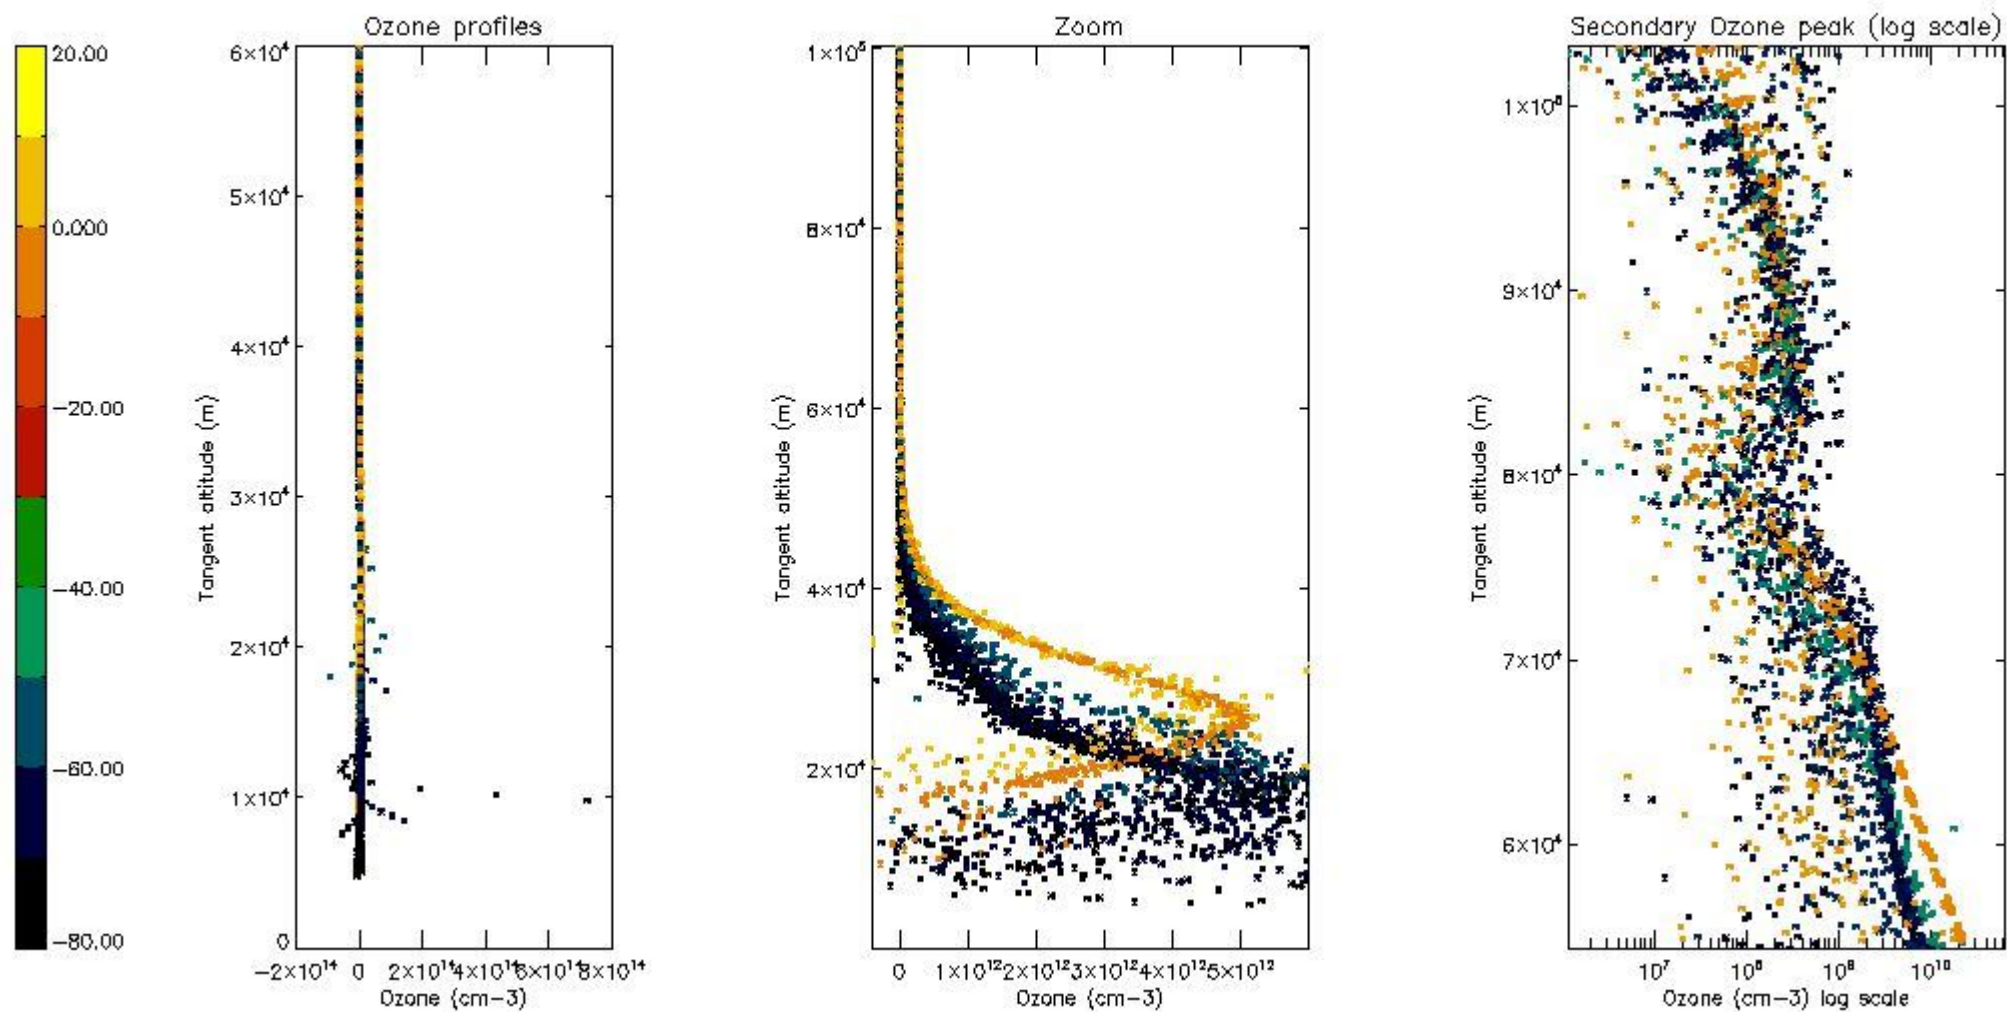 Ozone profiles
Zoom
Secondary Ozone peak (log scale)
20.00
0.000
−20.00
−40.00
−60.00
−80.00
6×10⁴
5×10⁴
4×10⁴
3×10⁴
2×10⁴
1×10⁴
0
Tangent altitude (m)
−2×10¹⁴ 0 2×10¹⁴ 4×10¹⁴ 6×10¹⁴ 8×10¹⁴
Ozone (cm−3)
1×10⁵
8×10⁴
6×10⁴
4×10⁴
2×10⁴
Tangent altitude (m)
0 1×10¹² 2×10¹² 3×10¹² 4×10¹² 5×10¹²
Ozone (cm−3)
1×10⁵
9×10⁴
8×10⁴
7×10⁴
6×10⁴
Tangent altitude (m)
10⁷ 10⁸ 10⁹ 10¹⁰
Ozone (cm−3) log scale